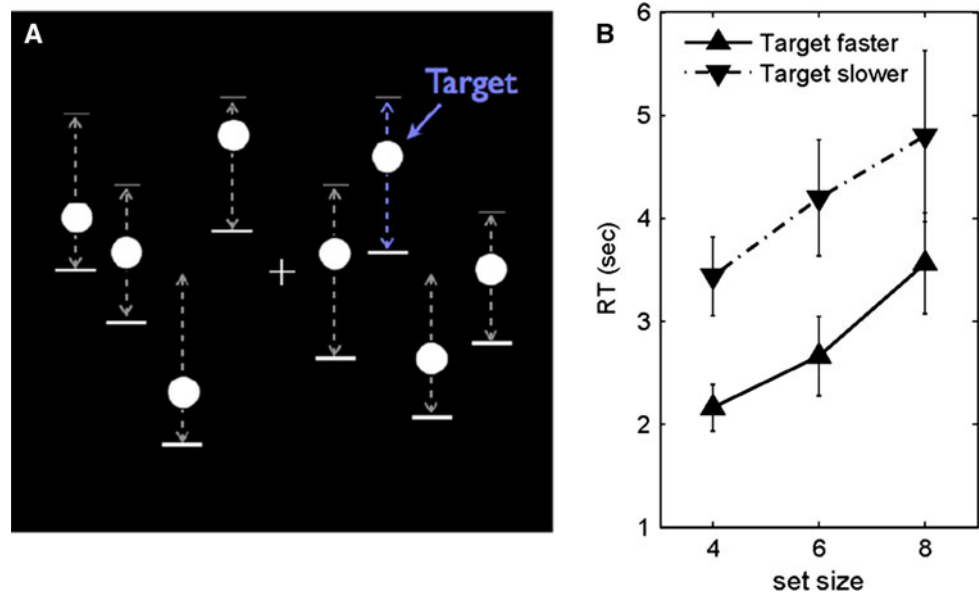 A
Target
B
Target faster
Target slower
6
5
4
3
2
1
RT (sec)
4 6 8
set size